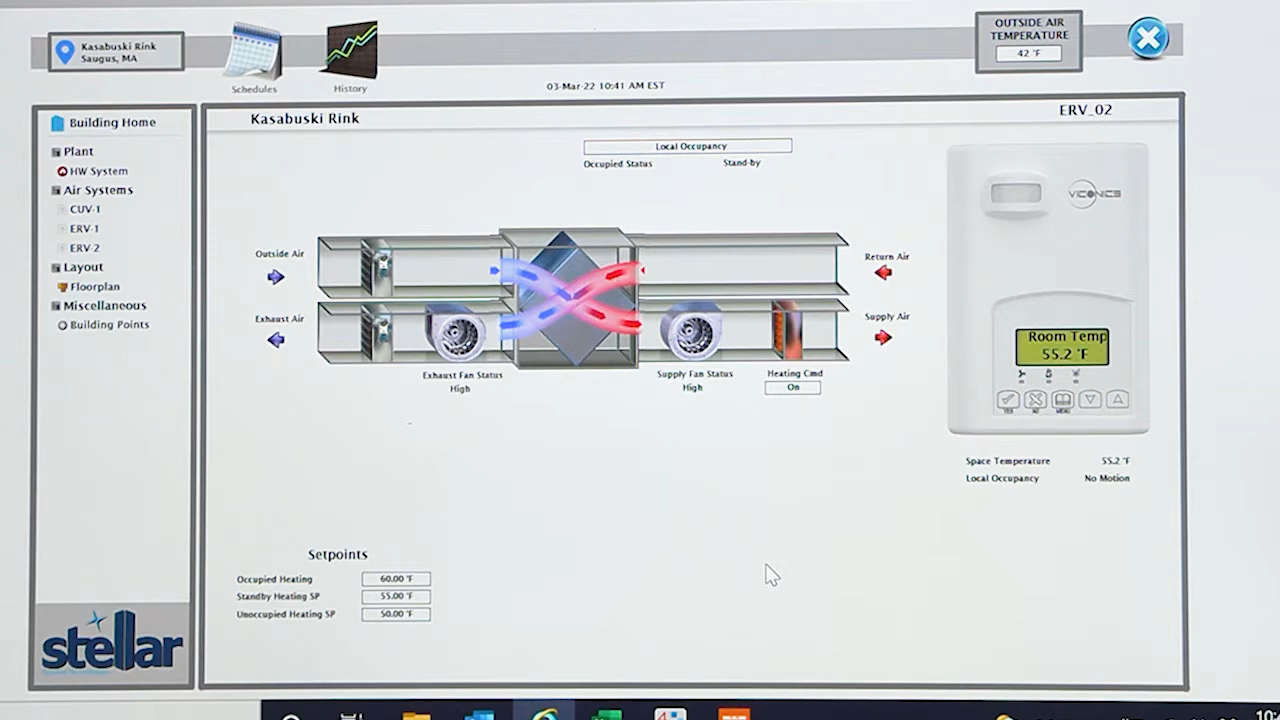 Kasabuski Rink
Saugus, MA
Schedules
History
03-Mar-22 10:41 AM EST
OUTSIDE AIR
TEMPERATURE
42 °F
Building Home
Plant
HW System
Air Systems
CUV-1
ERV-1
ERV-2
Layout
Floorplan
Miscellaneous
Building Points
stellar
Kasabuski Rink
ERV_02
Local Occupancy
Occupied Status Stand-by
Outside Air
Exhaust Air
Return Air
Supply Air
Exhaust Fan Status
High
Supply Fan Status
High
Heating Cmd
On
VICONICS
Room Temp
55.2 °F
YES NO MENU
Space Temperature 55.2 °F
Local Occupancy No Motion
Setpoints
Occupied Heating 60.00 °F
Standby Heating SP 55.00 °F
Unoccupied Heating SP 50.00 °F